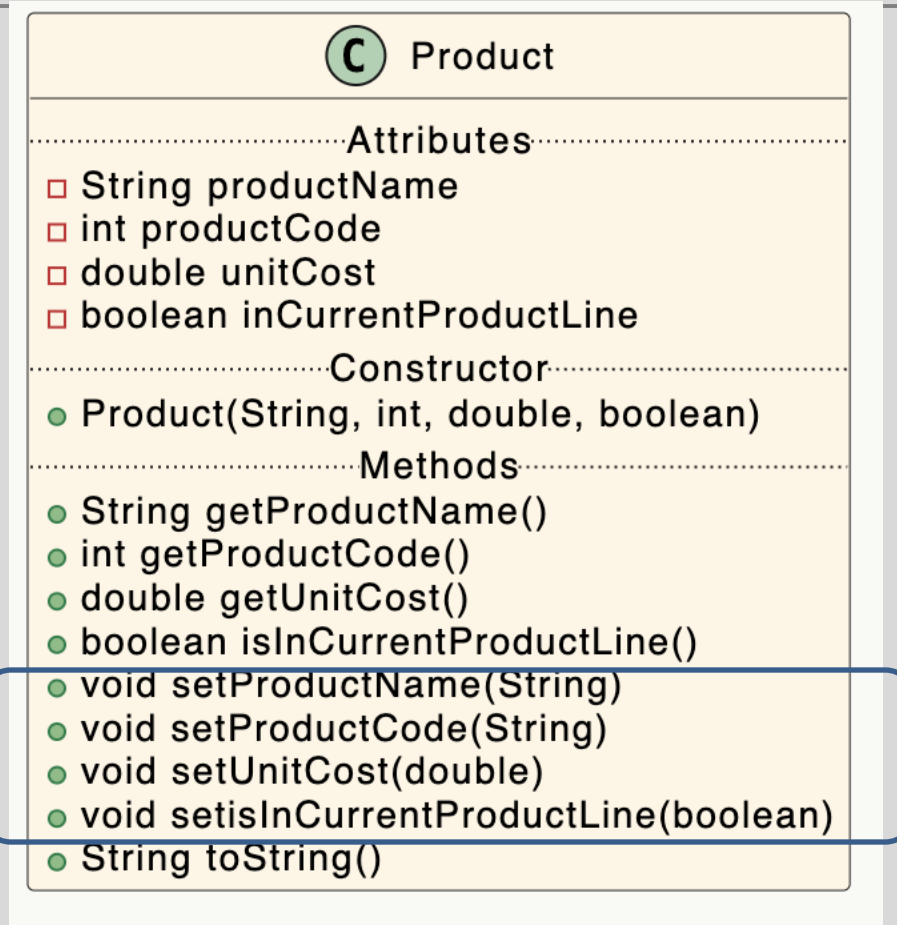 C Product
Attributes
String productName
int productCode
double unitCost
boolean inCurrentProductLine
Constructor
Product(String, int, double, boolean)
Methods
String getProductName()
int getProductCode()
double getUnitCost()
boolean isInCurrentProductLine()
void setProductName(String)
void setProductCode(String)
void setUnitCost(double)
void setisInCurrentProductLine(boolean)
String toString()